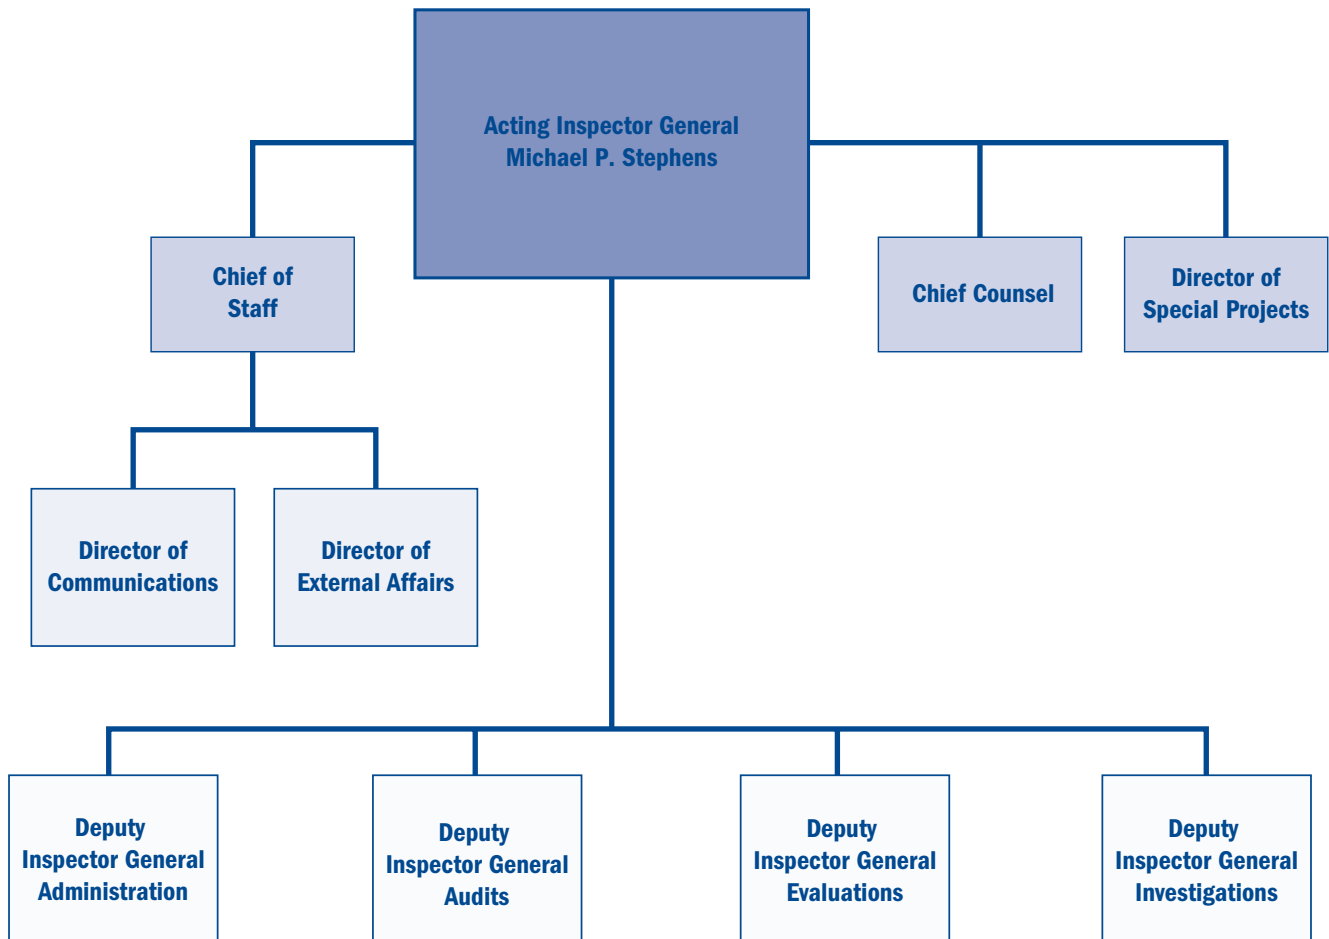 Acting Inspector General
Michael P. Stephens
Chief of
Staff
Chief Counsel
Director of
Special Projects
Director of
Communications
Director of
External Affairs
Deputy
Inspector General
Administration
Deputy
Inspector General
Audits
Deputy
Inspector General
Evaluations
Deputy
Inspector General
Investigations